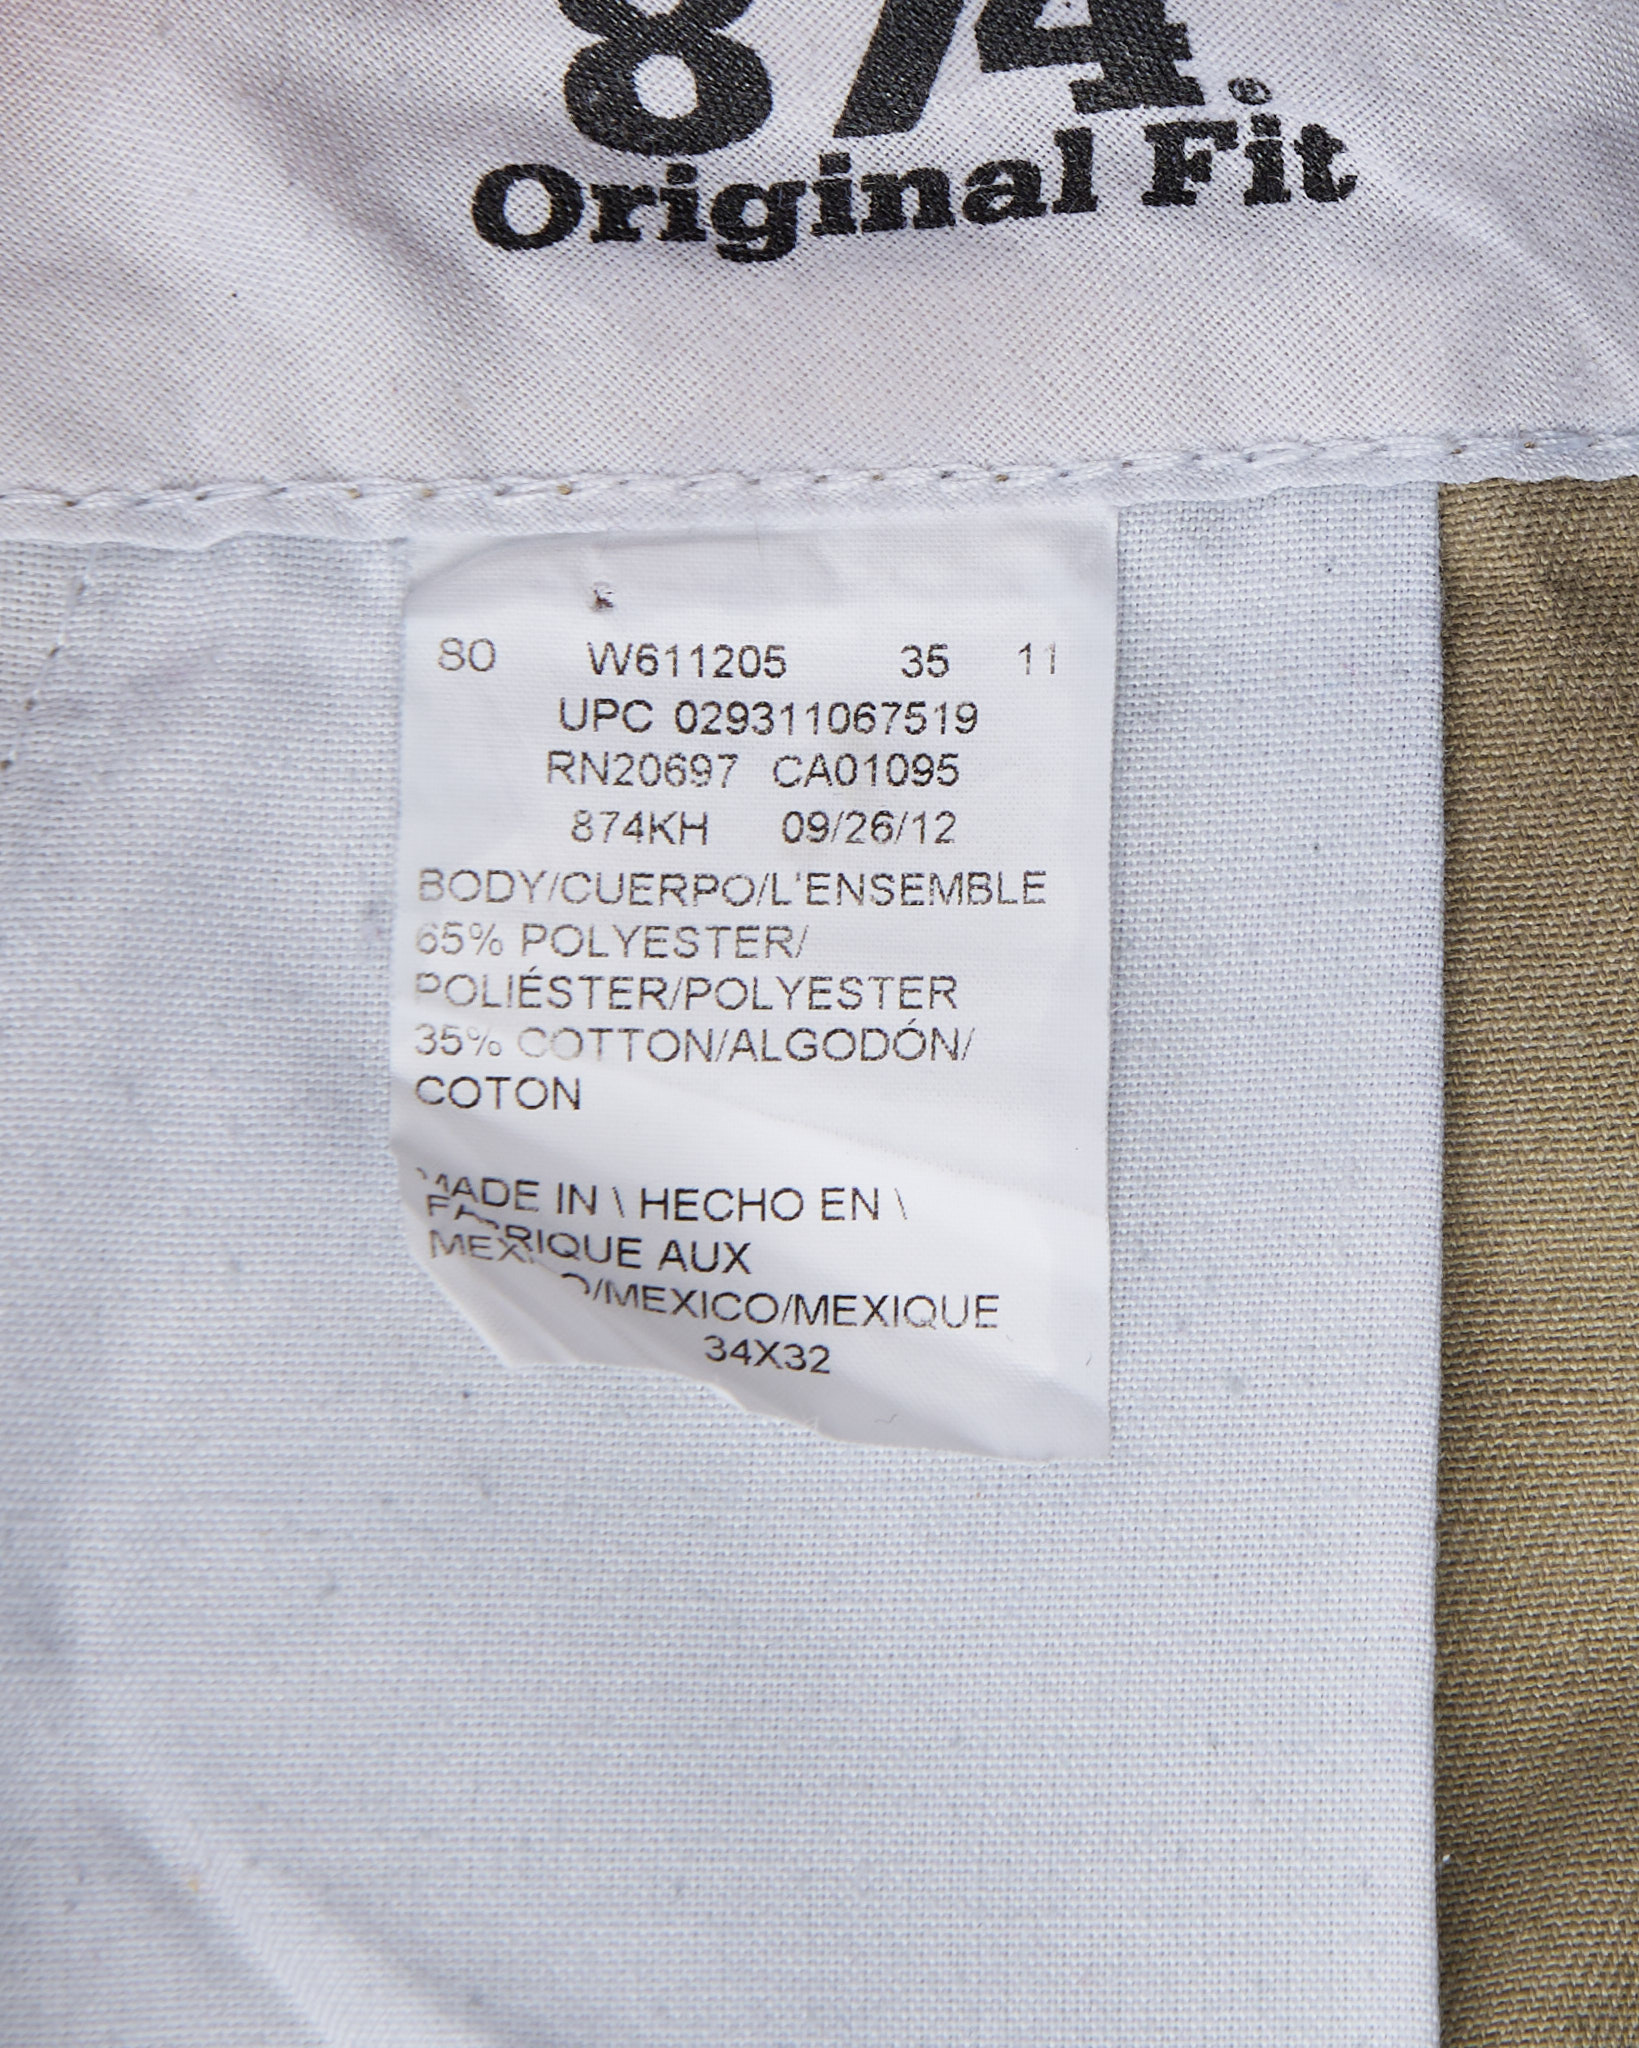 874®
Original Fit
80 W611205 35 11
UPC 029311067519
RN20697 CA01095
874KH 09/26/12
BODY/CUERPO/L'ENSEMBLE
65% POLYESTER/
POLIÉSTER/POLYESTER
35% COTTON/ALGODÓN/
COTON
MADE IN \ HECHO EN \
FABRIQUE AUX
MEXICO/MEXICO/MEXIQUE
34X32